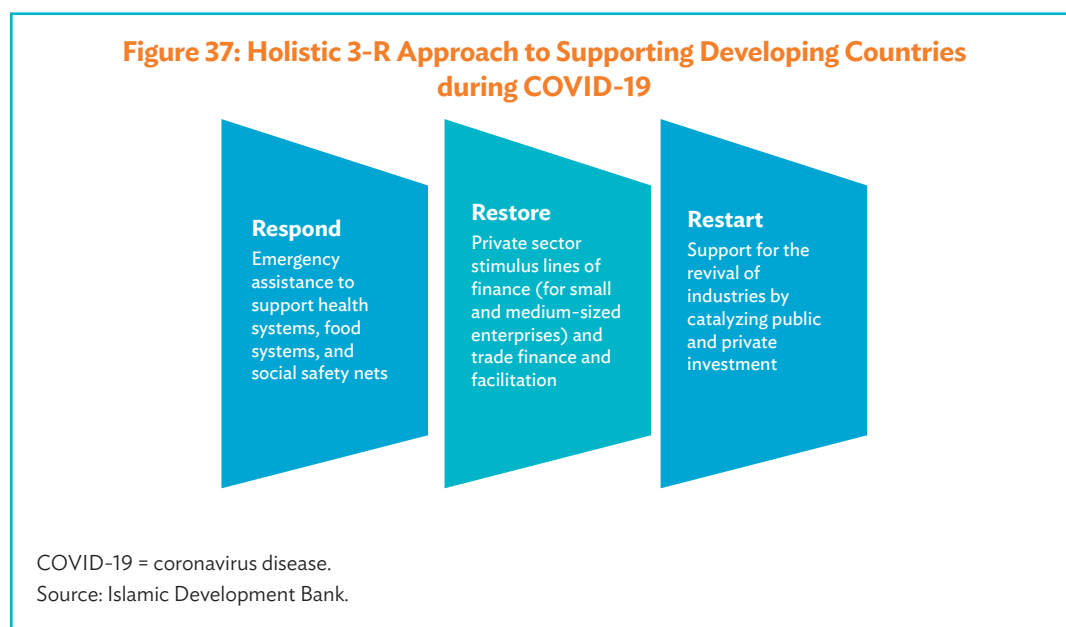 Figure 37: Holistic 3-R Approach to Supporting Developing Countries
during COVID-19
Respond
Emergency
assistance to
support health
systems, food
systems, and
social safety nets
Restore
Private sector
stimulus lines of
finance (for small
and medium-sized
enterprises) and
trade finance and
facilitation
Restart
Support for the
revival of
industries by
catalyzing public
and private
investment
COVID-19 = coronavirus disease.
Source: Islamic Development Bank.